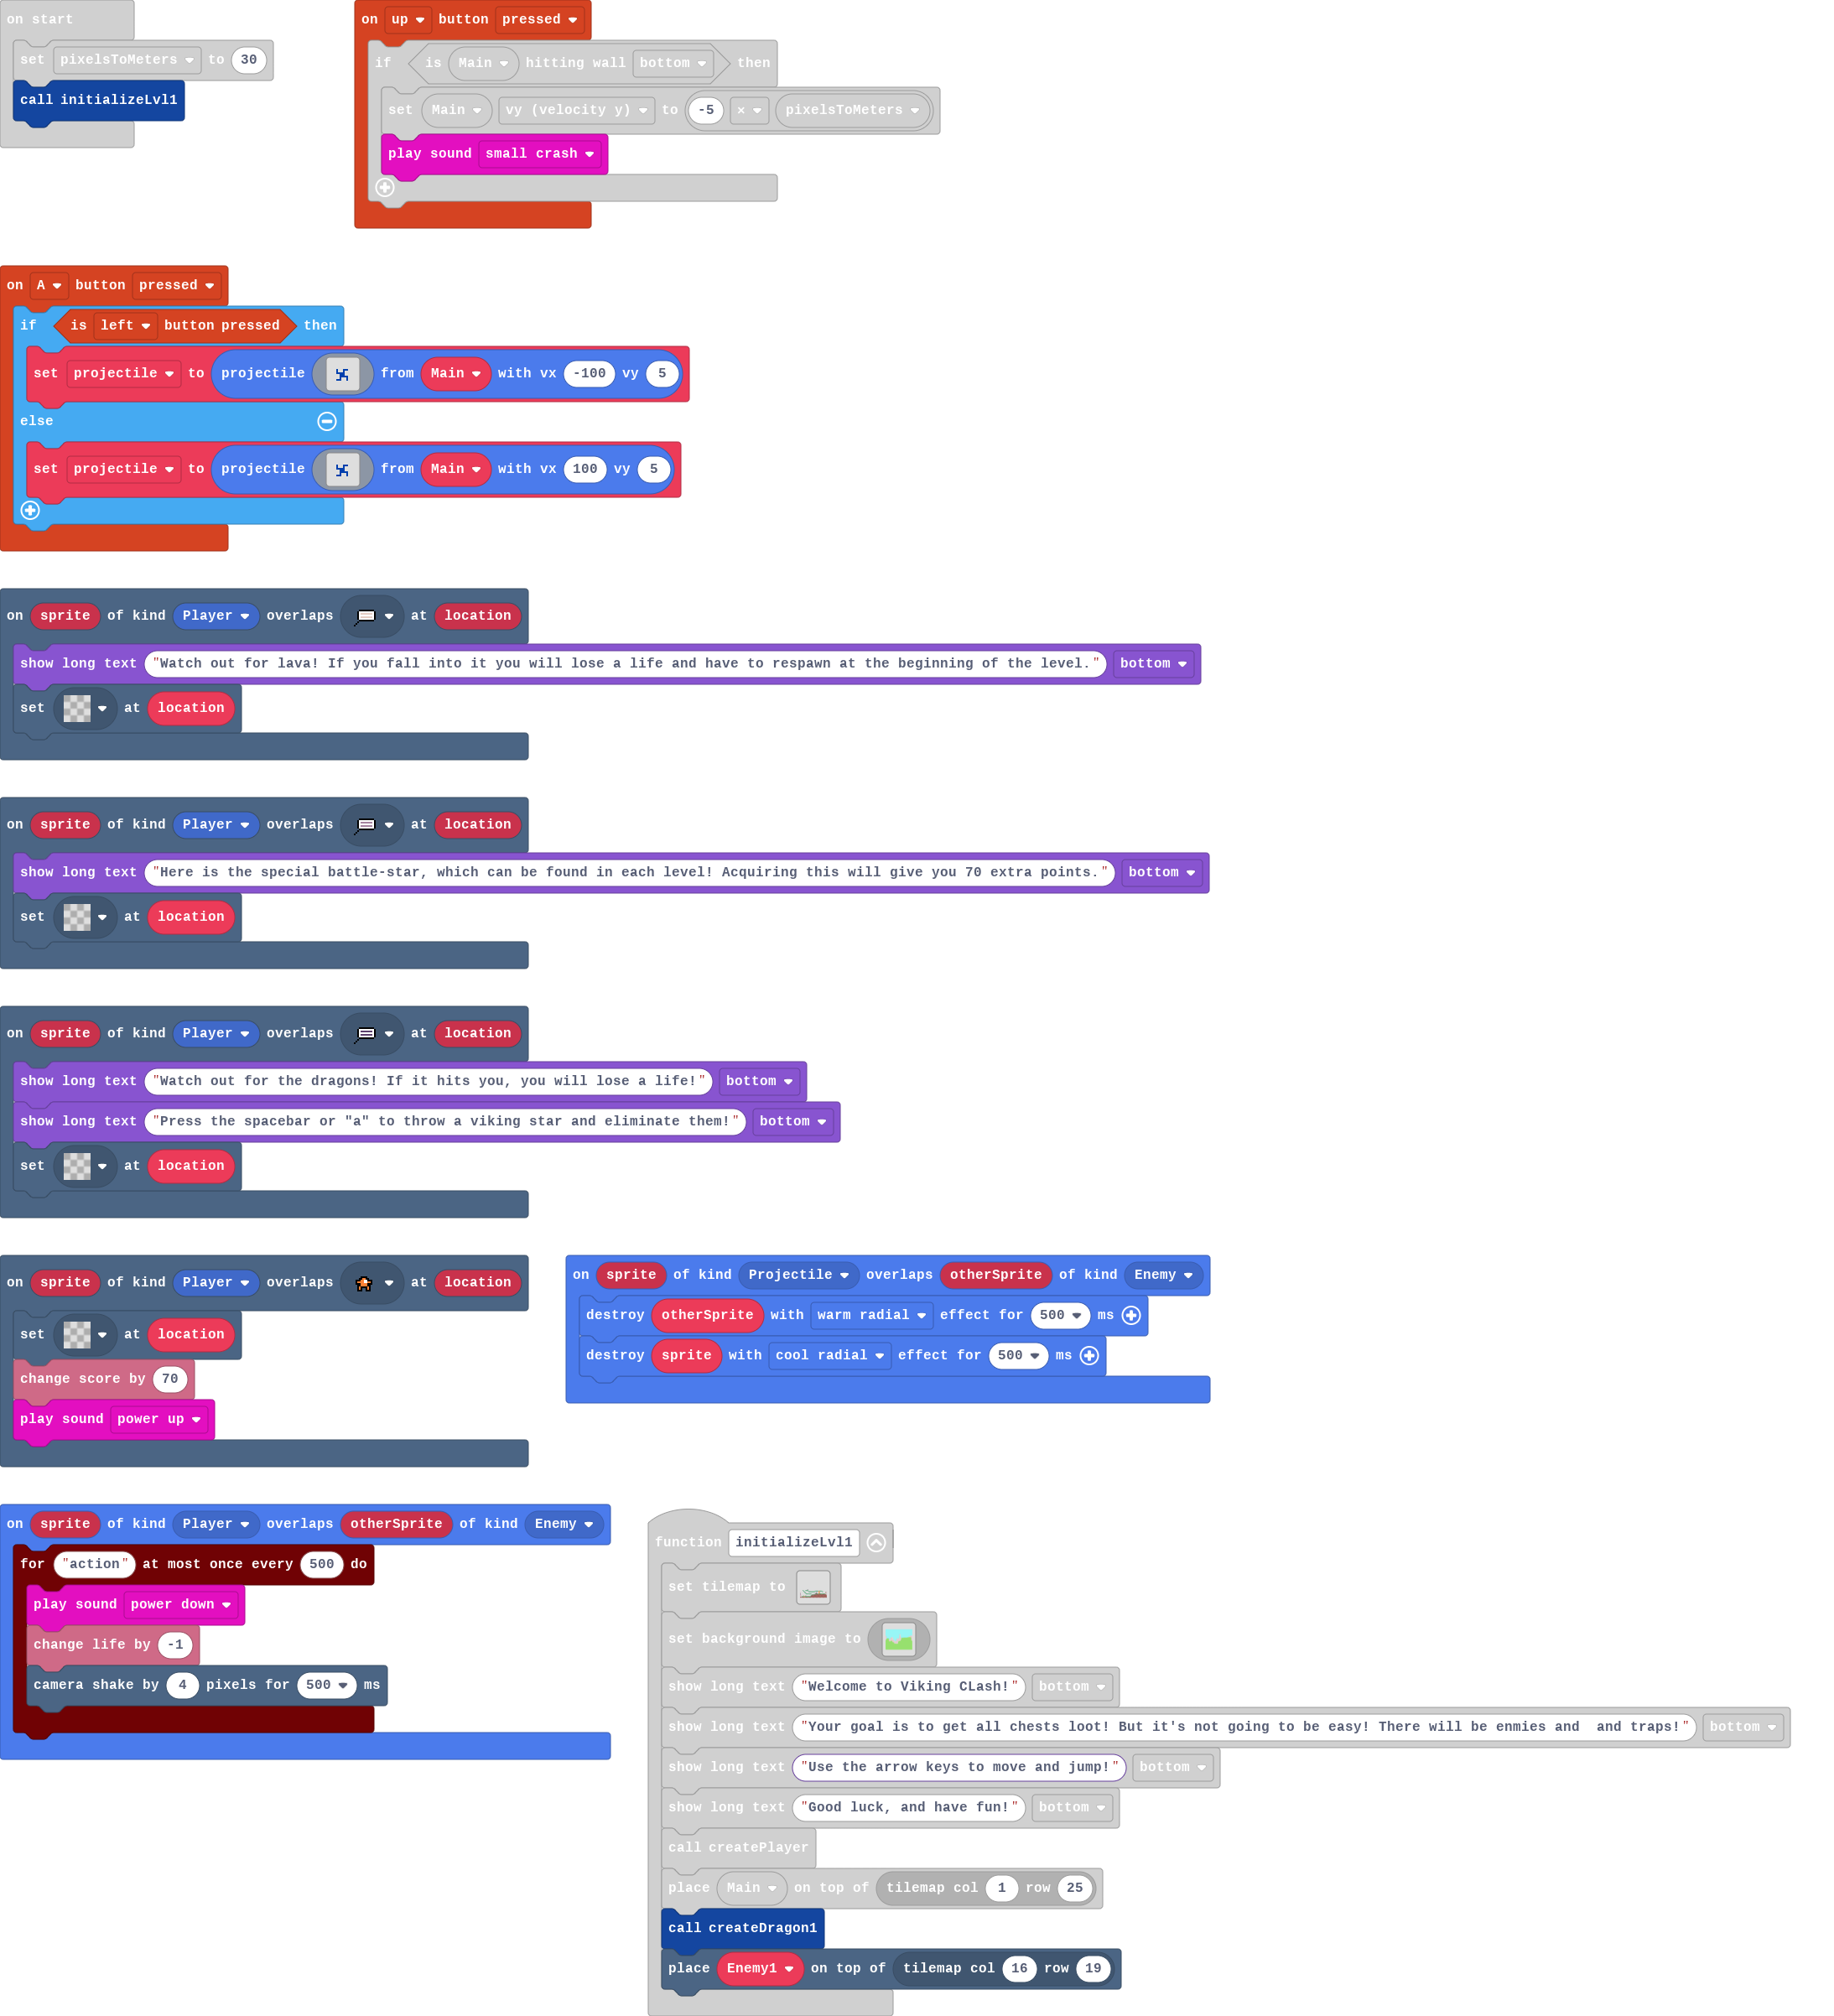 on start
set pixelsToMeters to 30
call initializeLvl1
on up button pressed
if is Main hitting wall bottom then
set Main vy (velocity y) to -5 × pixelsToMeters
play sound small crash
on A button pressed
if is left button pressed then
set projectile to projectile from Main with vx -100 vy 5
else
set projectile to projectile from Main with vx 100 vy 5
on sprite of kind Player overlaps at location
show long text "Watch out for lava! If you fall into it you will lose a life and have to respawn at the beginning of the level." bottom
set at location
on sprite of kind Player overlaps at location
show long text "Here is the special battle-star, which can be found in each level! Acquiring this will give you 70 extra points." bottom
set at location
on sprite of kind Player overlaps at location
show long text "Watch out for the dragons! If it hits you, you will lose a life!" bottom
show long text "Press the spacebar or "a" to throw a viking star and eliminate them!" bottom
set at location
on sprite of kind Player overlaps at location
set at location
change score by 70
play sound power up
on sprite of kind Projectile overlaps otherSprite of kind Enemy
destroy otherSprite with warm radial effect for 500 ms
destroy sprite with cool radial effect for 500 ms
on sprite of kind Player overlaps otherSprite of kind Enemy
for "action" at most once every 500 do
play sound power down
change life by -1
camera shake by 4 pixels for 500 ms
function initializeLvl1
set tilemap to
set background image to
show long text "Welcome to Viking CLash!" bottom
show long text "Your goal is to get all chests loot! But it's not going to be easy! There will be enmies and  and traps!" bottom
show long text "Use the arrow keys to move and jump!" bottom
show long text "Good luck, and have fun!" bottom
call createPlayer
place Main on top of tilemap col 1 row 25
call createDragon1
place Enemy1 on top of tilemap col 16 row 19